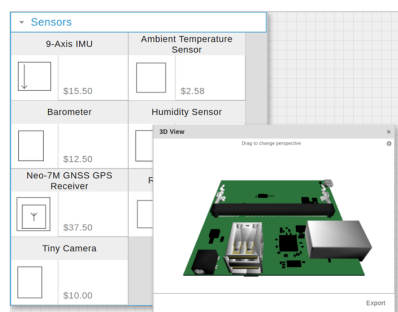 Sensors
9-Axis IMU
Ambient Temperature
Sensor
$15.50
$2.58
Barometer
Humidity Sensor
$12.50
3D View
Drag to change perspective
Neo-7M GNSS GPS
Receiver
$37.50
Tiny Camera
$10.00
Export